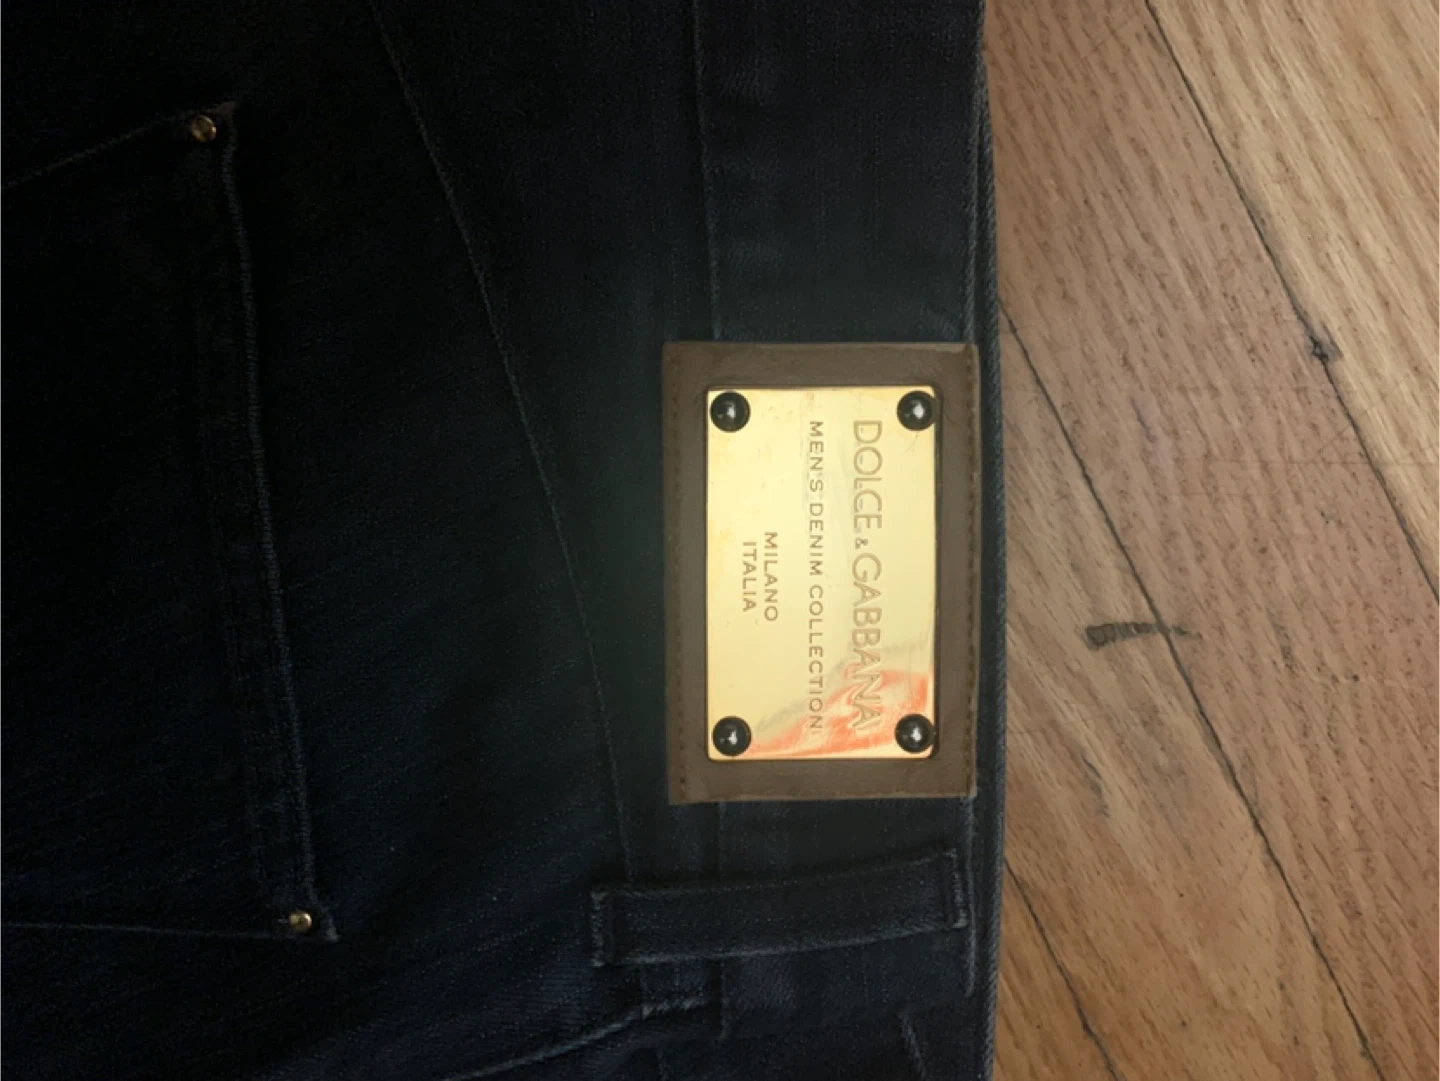 DOLCE & GABBANA
MEN'S DENIM COLLECTION
MILANO
ITALIA